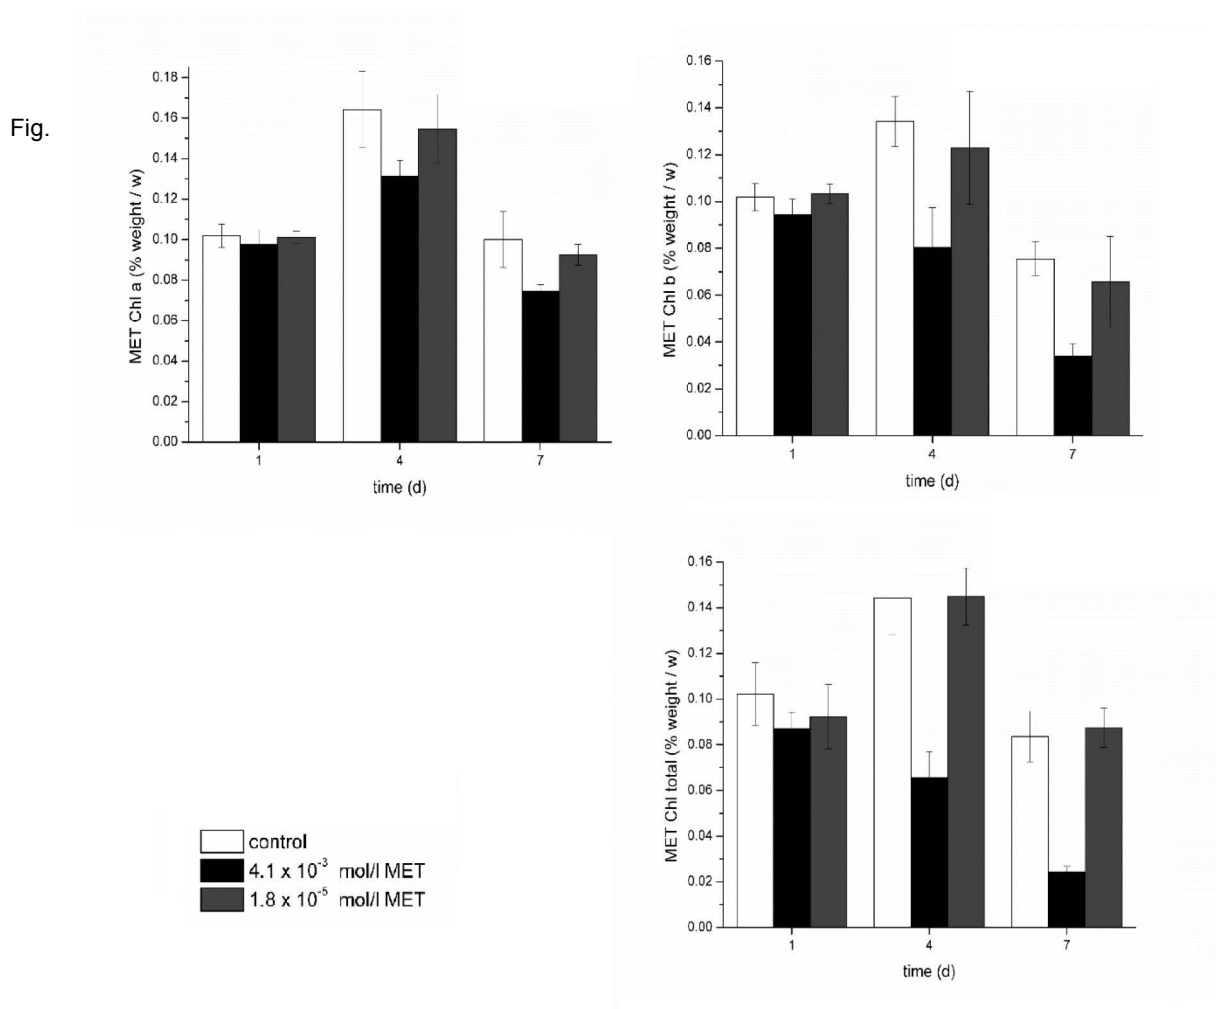 Fig.
MET Chl a (% weight / w)
0.18
0.16
0.14
0.12
0.10
0.08
0.06
0.04
0.02
0.00
1 4 7
time (d)
MET Chl b (% weight / w)
0.16
0.14
0.12
0.10
0.08
0.06
0.04
0.02
0.00
1 4 7
time (d)
MET Chl total (% weight / w)
0.16
0.14
0.12
0.10
0.08
0.06
0.04
0.02
0.00
1 4 7
time (d)
control
4.1 x 10⁻³ mol/l MET
1.8 x 10⁻⁵ mol/l MET